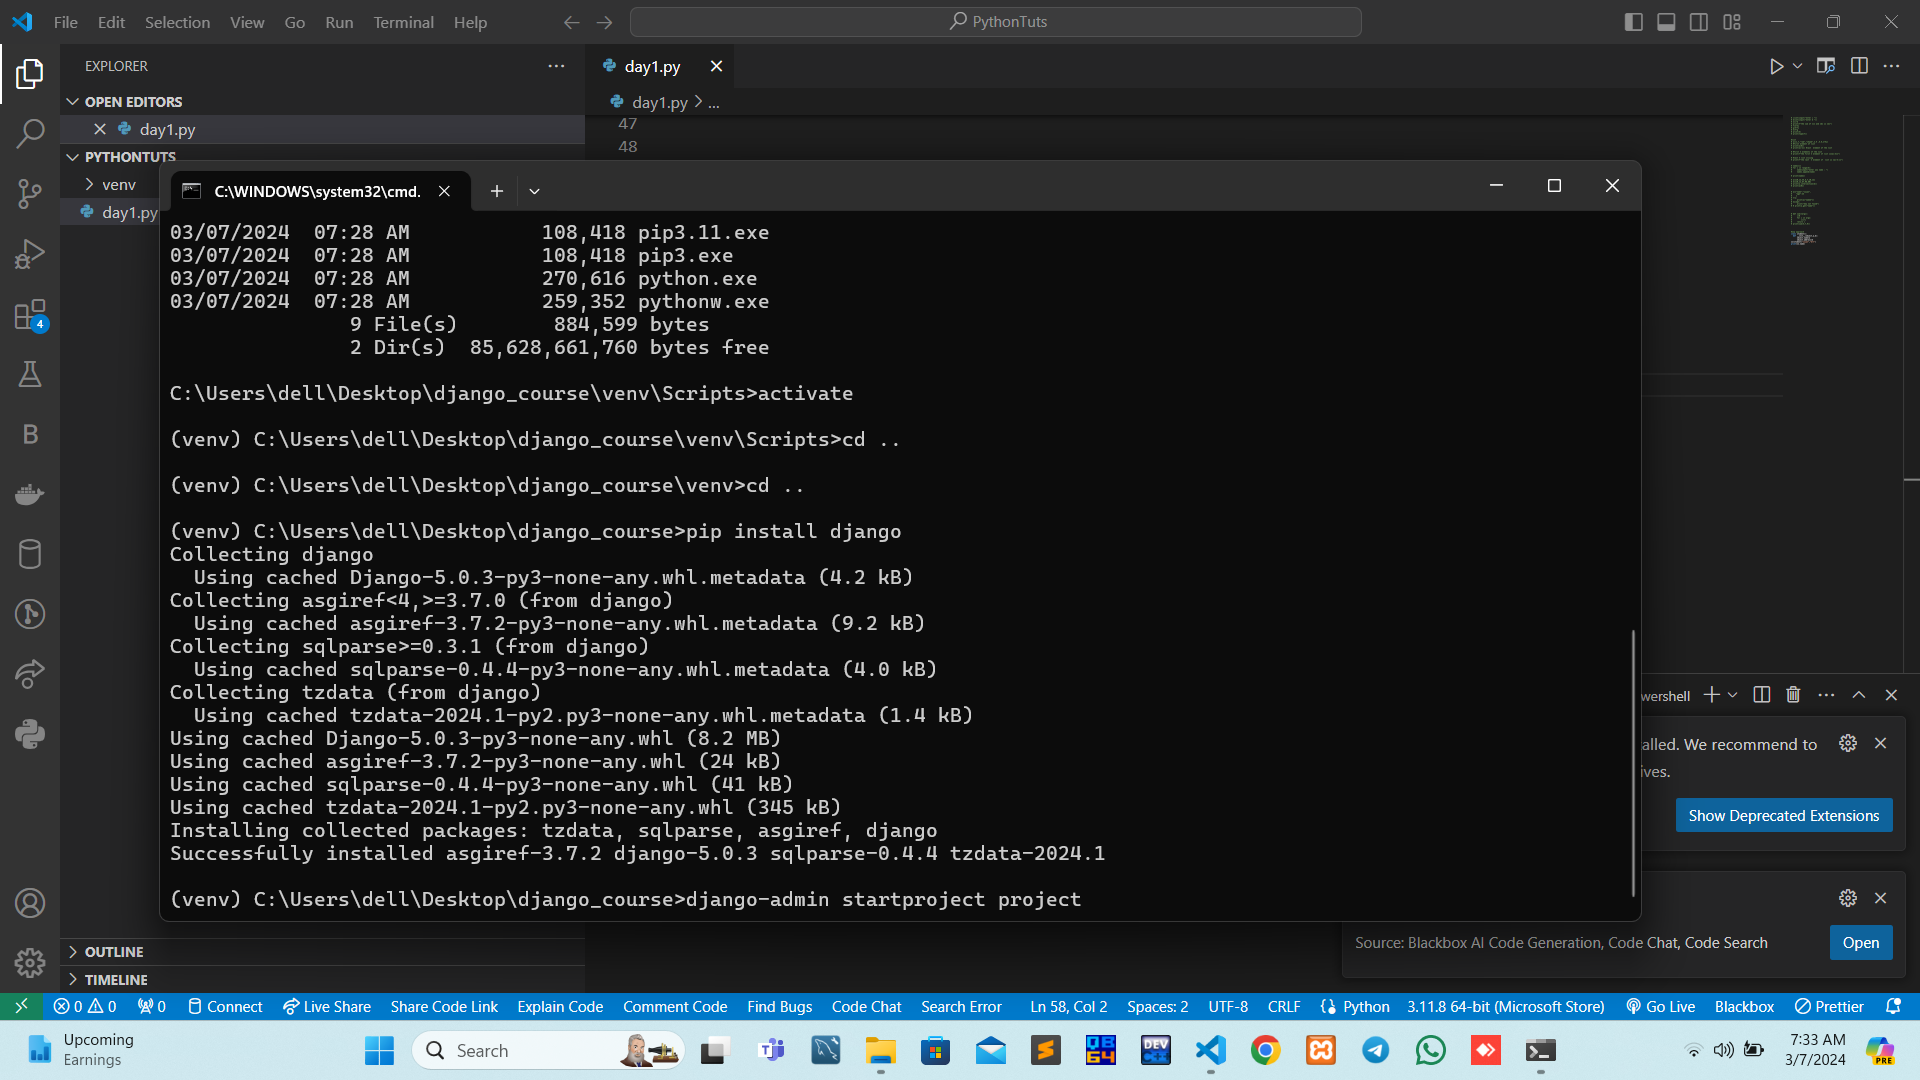 File Edit Selection View Go Run Terminal Help
PythonTuts
EXPLORER
OPEN EDITORS
day1.py
PYTHONTUTS
venv
day1.py
day1.py
day1.py > ...
47
48
C:\WINDOWS\system32\cmd.
03/07/2024  07:28 AM           108,418 pip3.11.exe
03/07/2024  07:28 AM           108,418 pip3.exe
03/07/2024  07:28 AM           270,616 python.exe
03/07/2024  07:28 AM           259,352 pythonw.exe
               9 File(s)        884,599 bytes
               2 Dir(s)  85,628,661,760 bytes free
C:\Users\dell\Desktop\django_course\venv\Scripts>activate
(venv) C:\Users\dell\Desktop\django_course\venv\Scripts>cd ..
(venv) C:\Users\dell\Desktop\django_course\venv>cd ..
(venv) C:\Users\dell\Desktop\django_course>pip install django
Collecting django
  Using cached Django-5.0.3-py3-none-any.whl.metadata (4.2 kB)
Collecting asgiref<4,>=3.7.0 (from django)
  Using cached asgiref-3.7.2-py3-none-any.whl.metadata (9.2 kB)
Collecting sqlparse>=0.3.1 (from django)
  Using cached sqlparse-0.4.4-py3-none-any.whl.metadata (4.0 kB)
Collecting tzdata (from django)
  Using cached tzdata-2024.1-py2.py3-none-any.whl.metadata (1.4 kB)
Using cached Django-5.0.3-py3-none-any.whl (8.2 MB)
Using cached asgiref-3.7.2-py3-none-any.whl (24 kB)
Using cached sqlparse-0.4.4-py3-none-any.whl (41 kB)
Using cached tzdata-2024.1-py2.py3-none-any.whl (345 kB)
Installing collected packages: tzdata, sqlparse, asgiref, django
Successfully installed asgiref-3.7.2 django-5.0.3 sqlparse-0.4.4 tzdata-2024.1
(venv) C:\Users\dell\Desktop\django_course>django-admin startproject project
wershell
alled. We recommend to
ives.
Show Deprecated Extensions
Source: Blackbox AI Code Generation, Code Chat, Code Search
Open
4
B
OUTLINE
TIMELINE
0 0 0 Connect Live Share Share Code Link Explain Code Comment Code Find Bugs Code Chat Search Error Ln 58, Col 2 Spaces: 2 UTF-8 CRLF Python 3.11.8 64-bit (Microsoft Store) Go Live Blackbox Prettier
Upcoming
Earnings
Search
QB
64
DEV
PRE
7:33 AM
3/7/2024